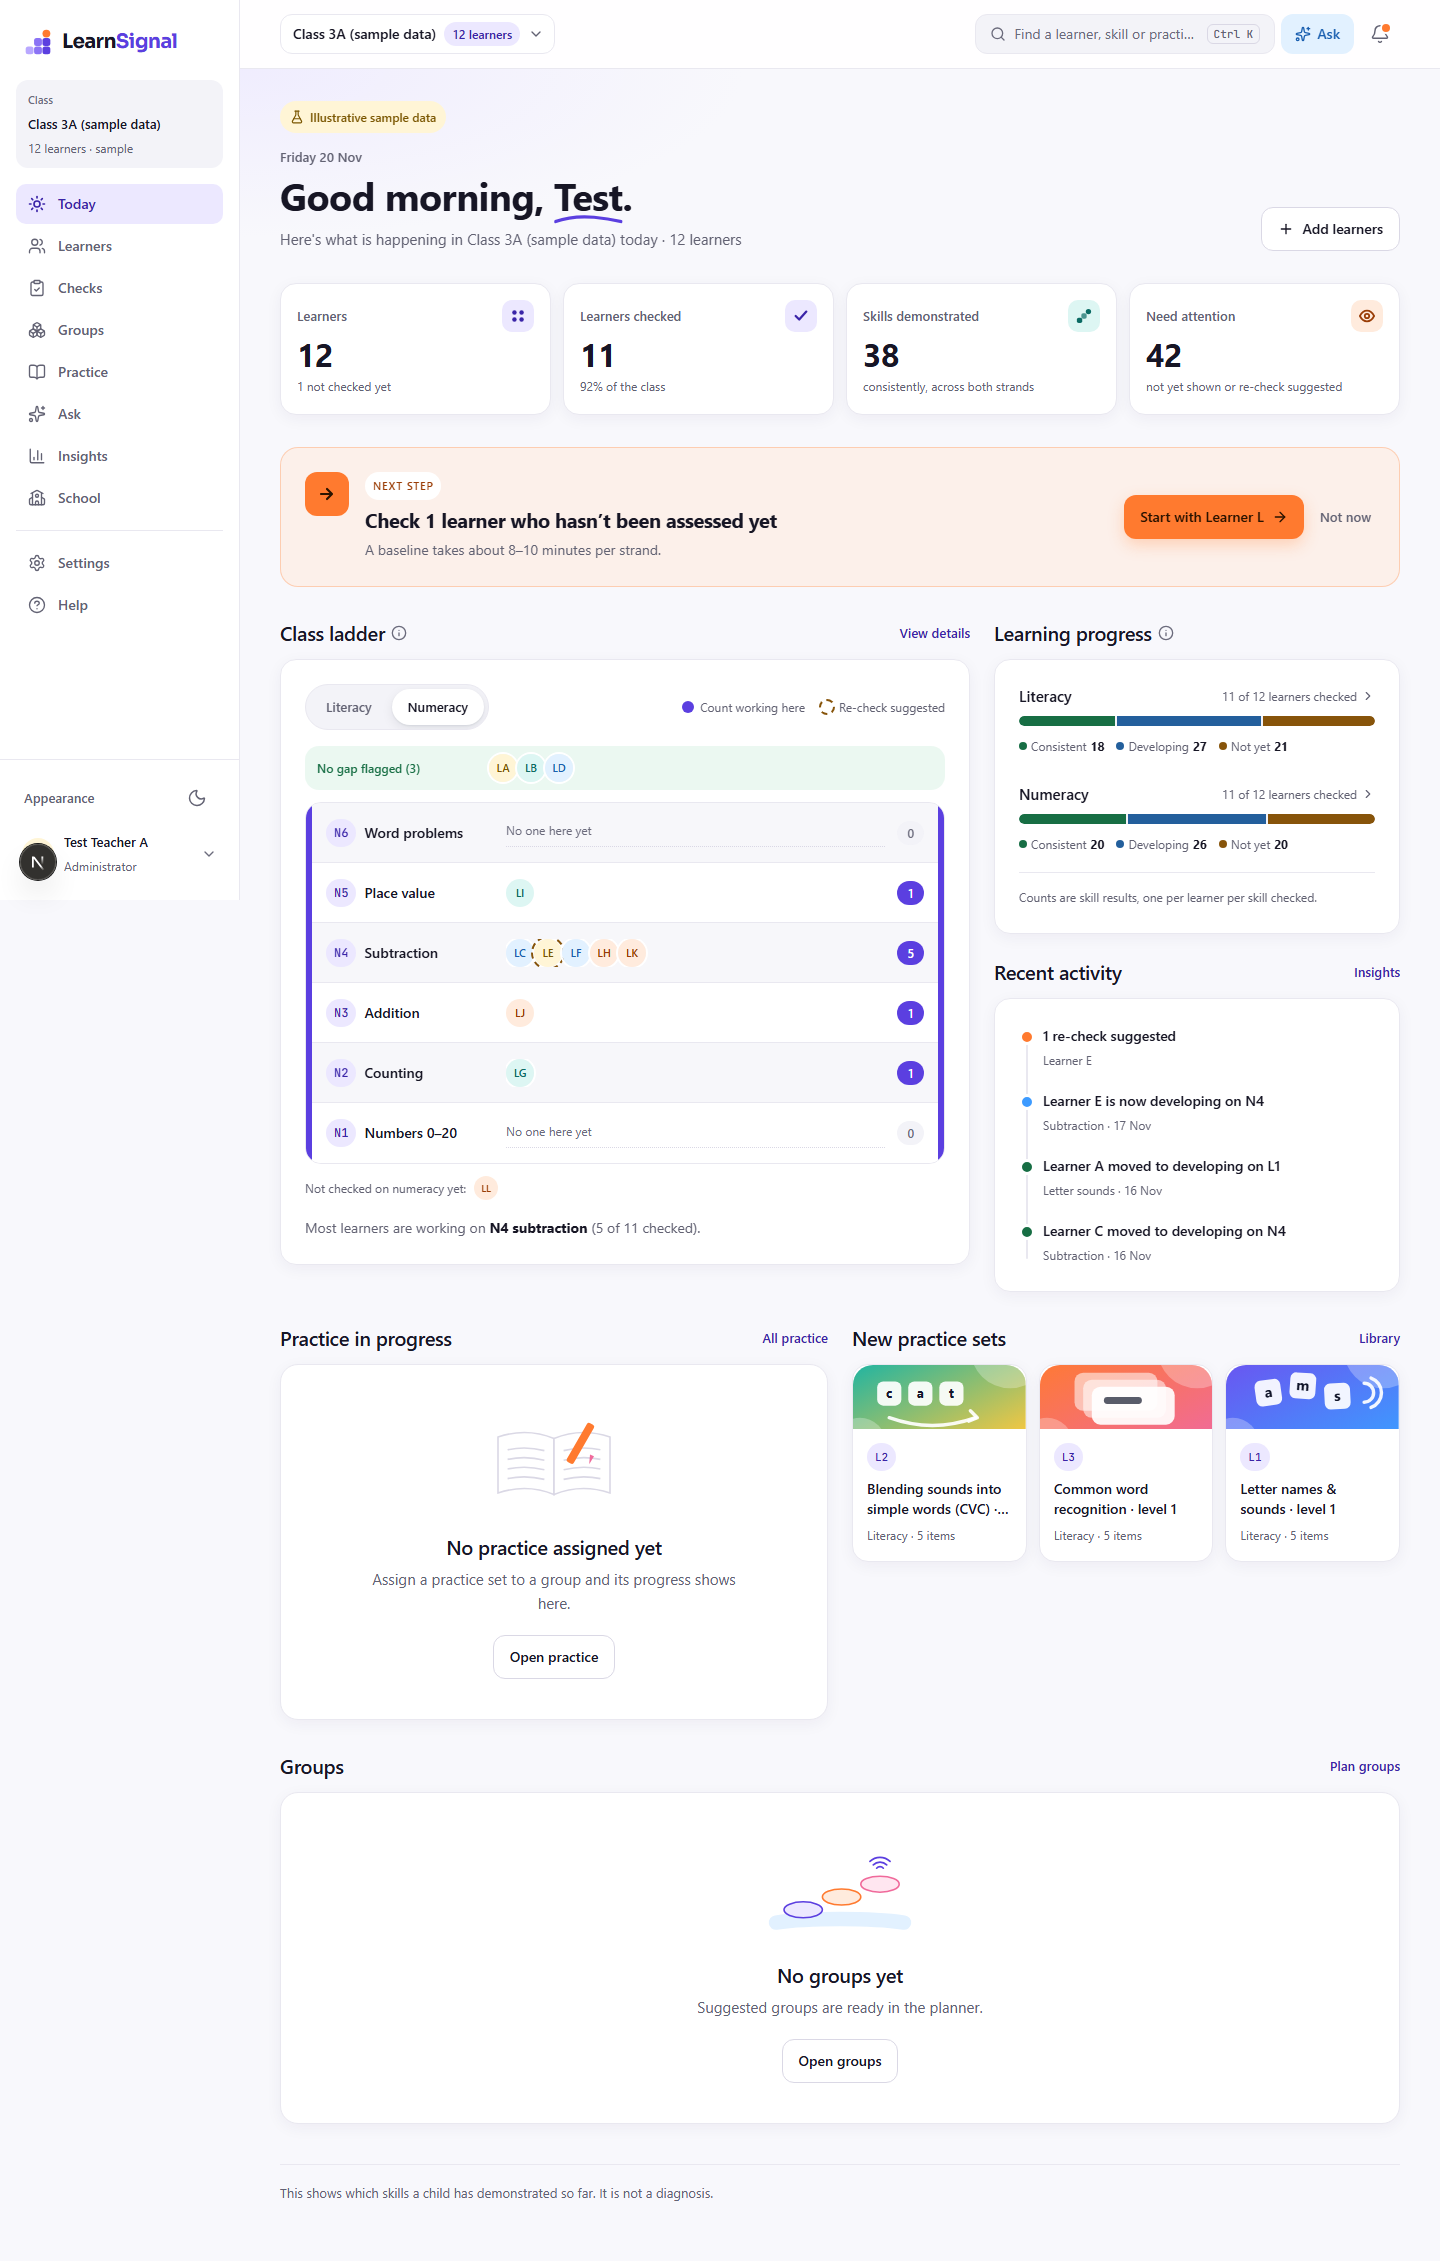 LearnSignal
Class
Class 3A (sample data)
12 learners · sample
Today
Learners
Checks
Groups
Practice
Ask
Insights
School
Settings
Help
Appearance
N
Test Teacher A
Administrator
Class 3A (sample data) 12 learners
Find a learner, skill or practi... Ctrl K
Ask
Illustrative sample data
Friday 20 Nov
Good morning, Test.
Here's what is happening in Class 3A (sample data) today · 12 learners
Add learners
Learners
12
1 not checked yet
Learners checked
11
92% of the class
Skills demonstrated
38
consistently, across both strands
Need attention
42
not yet shown or re-check suggested
NEXT STEP
Check 1 learner who hasn’t been assessed yet
A baseline takes about 8–10 minutes per strand.
Start with Learner L
Not now
Class ladder
View details
Literacy Numeracy
Count working here Re-check suggested
No gap flagged (3) LA LB LD
N6 Word problems No one here yet 0
N5 Place value LI 1
N4 Subtraction LC LE LF LH LK 5
N3 Addition LJ 1
N2 Counting LG 1
N1 Numbers 0–20 No one here yet 0
Not checked on numeracy yet: LL
Most learners are working on N4 subtraction (5 of 11 checked).
Learning progress
Literacy 11 of 12 learners checked
Consistent 18 Developing 27 Not yet 21
Numeracy 11 of 12 learners checked
Consistent 20 Developing 26 Not yet 20
Counts are skill results, one per learner per skill checked.
Recent activity
Insights
1 re-check suggested
Learner E
Learner E is now developing on N4
Subtraction · 17 Nov
Learner A moved to developing on L1
Letter sounds · 16 Nov
Learner C moved to developing on N4
Subtraction · 16 Nov
Practice in progress
All practice
No practice assigned yet
Assign a practice set to a group and its progress shows
here.
Open practice
New practice sets
Library
c a t
L2
Blending sounds into
simple words (CVC) ·...
Literacy · 5 items
L3
Common word
recognition · level 1
Literacy · 5 items
a m s
L1
Letter names &
sounds · level 1
Literacy · 5 items
Groups
Plan groups
No groups yet
Suggested groups are ready in the planner.
Open groups
This shows which skills a child has demonstrated so far. It is not a diagnosis.